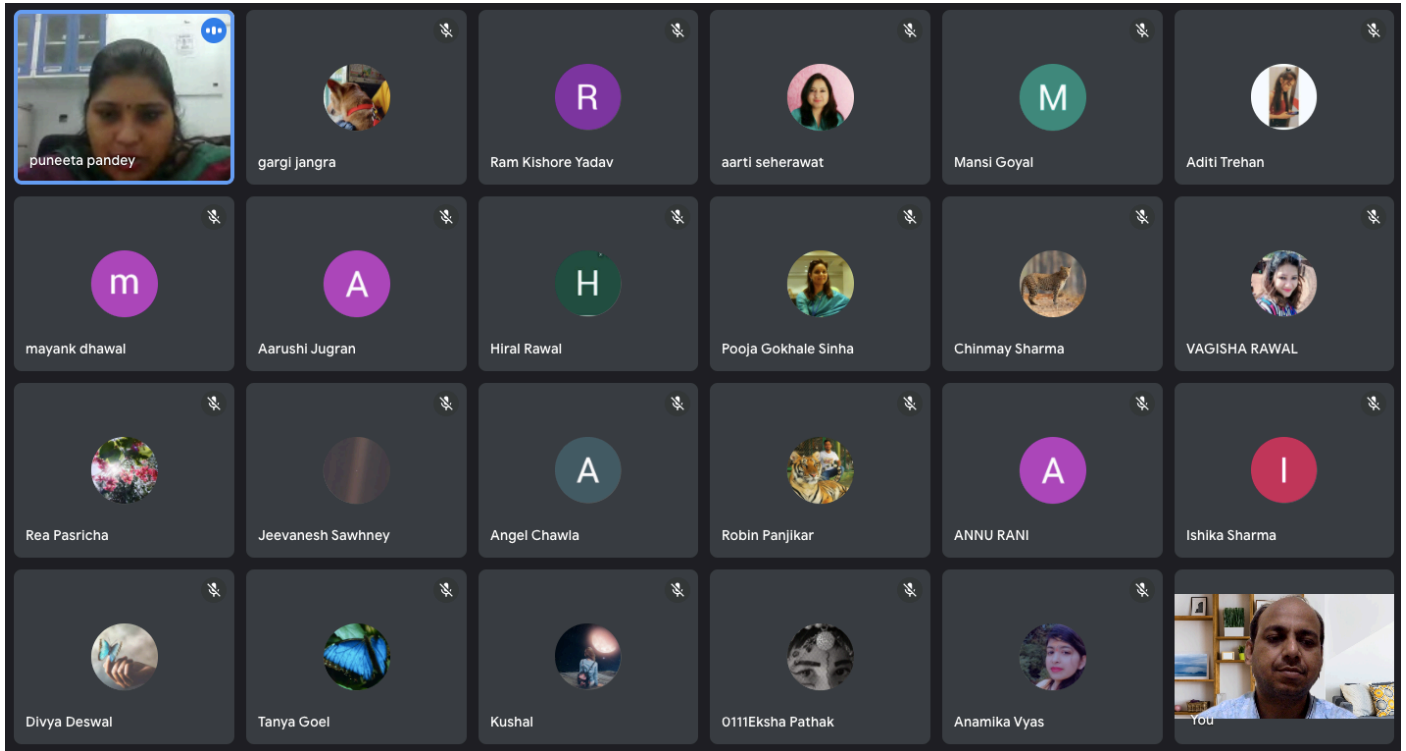 puneeta pandey
gargi jangra
R
Ram Kishore Yadav
aarti seherawat
M
Mansi Goyal
Aditi Trehan
m
mayank dhawal
A
Aarushi Jugran
H
Hiral Rawal
Pooja Gokhale Sinha
Chinmay Sharma
VAGISHA RAWAL
Rea Pasricha
Jeevanesh Sawhney
A
Angel Chawla
Robin Panjikar
A
ANNU RANI
I
Ishika Sharma
Divya Deswal
Tanya Goel
Kushal
0111Eksha Pathak
Anamika Vyas
You